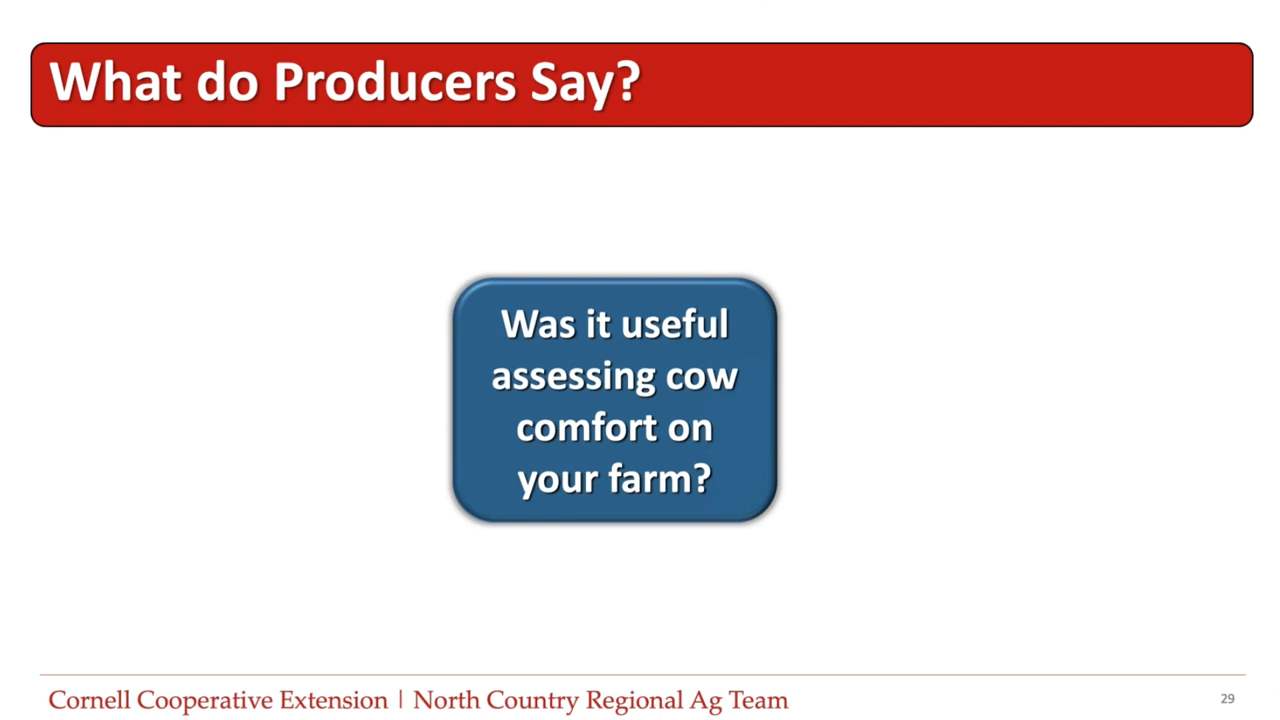 What do Producers Say?
Was it useful
assessing cow
comfort on
your farm?
Cornell Cooperative Extension | North Country Regional Ag Team
29